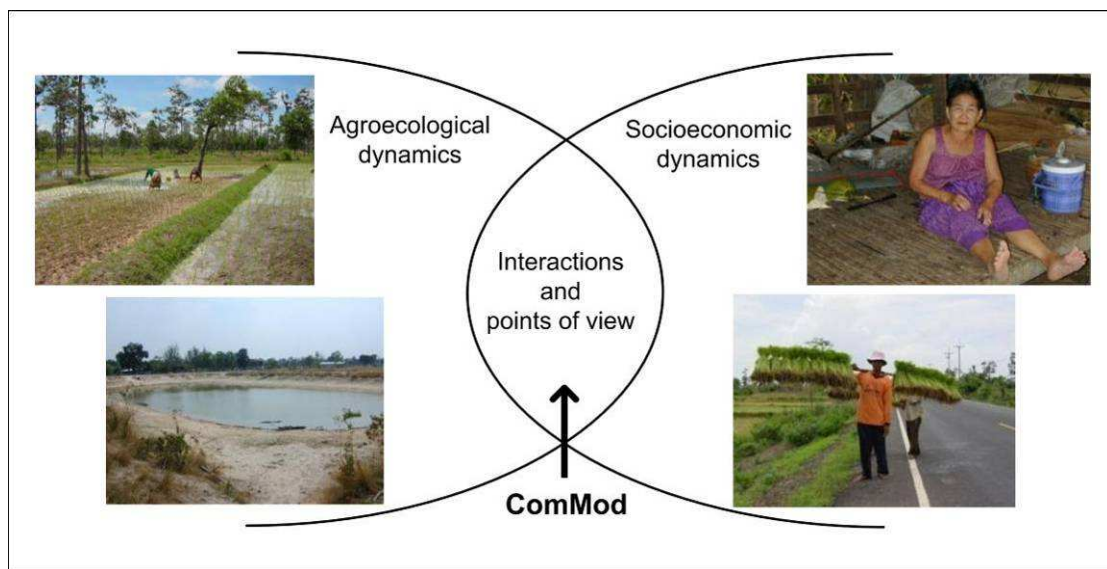 Agroecological
dynamics
Socioeconomic
dynamics
Interactions
and
points of view
ComMod